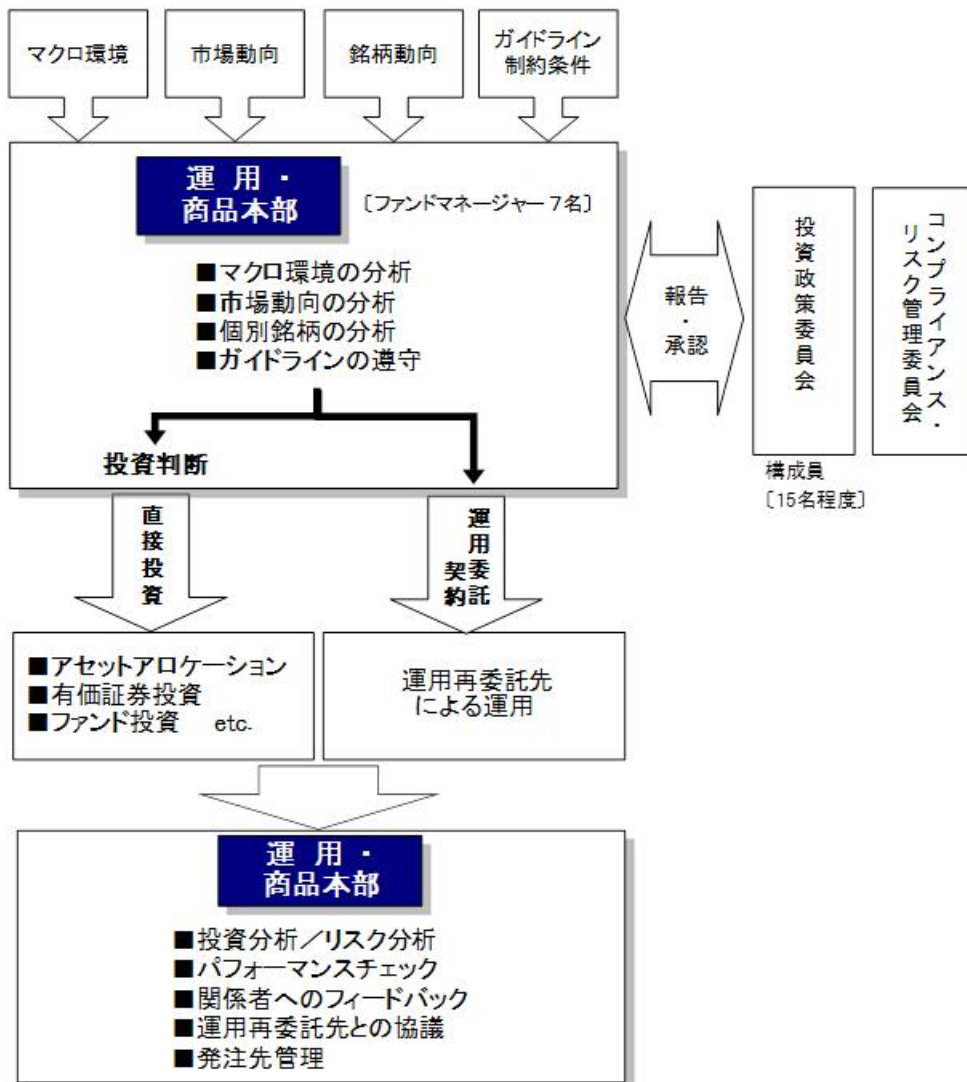 マクロ環境
市場動向
銘柄動向
ガイドライン
制約条件
運 用 ・
商品本部
〔ファンドマネージャー 7名〕
■マクロ環境の分析
■市場動向の分析
■個別銘柄の分析
■ガイドラインの遵守
投資判断
報告
・
承認
投資政策委員会
コンプライアンス・
リスク管理委員会
構成員
〔15名程度〕
直接投資
運用委託
契約
■アセットアロケーション
■有価証券投資
■ファンド投資 etc.
運用再委託先
による運用
運 用 ・
商品本部
■投資分析／リスク分析
■パフォーマンスチェック
■関係者へのフィードバック
■運用再委託先との協議
■発注先管理